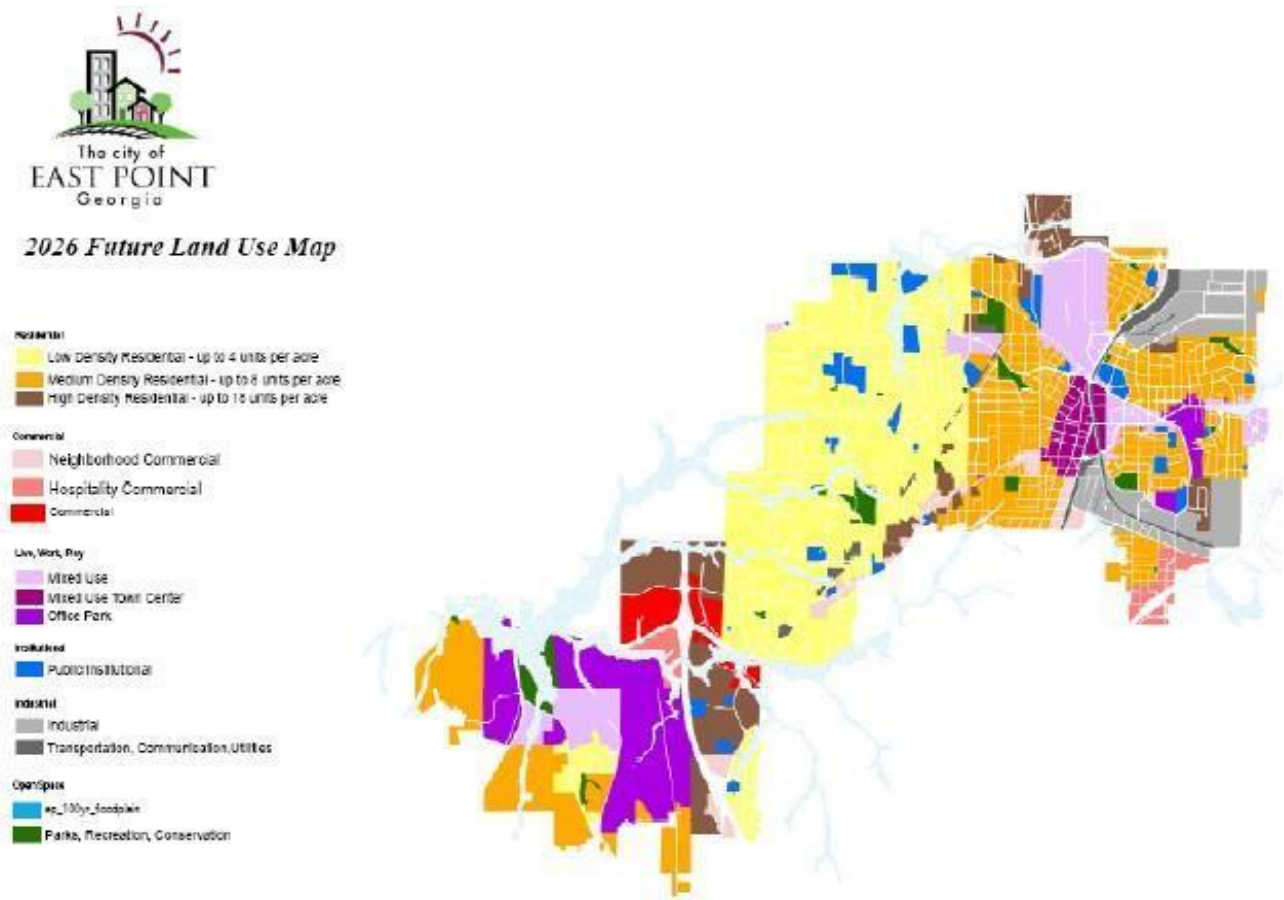 The city of
EAST POINT
Georgia
2026 Future Land Use Map
Residential
Low Density Residential - up to 4 units per acre
Medium Density Residential - up to 8 units per acre
High Density Residential - up to 18 units per acre
Commercial
Neighborhood Commercial
Hospitality Commercial
Commercial
Live, Work, Play
Mixed Use
Mixed Use Town Center
Office Park
Institutional
Public Institutional
Industrial
Industrial
Transportation, Communication,Utilities
Open Space
ep_100yr_floodplain
Parks, Recreation, Conservation